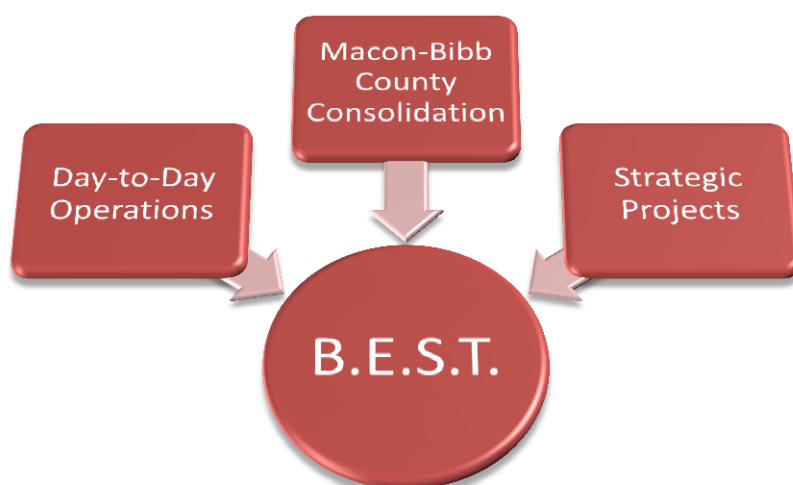 Macon-Bibb
County
Consolidation
Day-to-Day
Operations
Strategic
Projects
B.E.S.T.